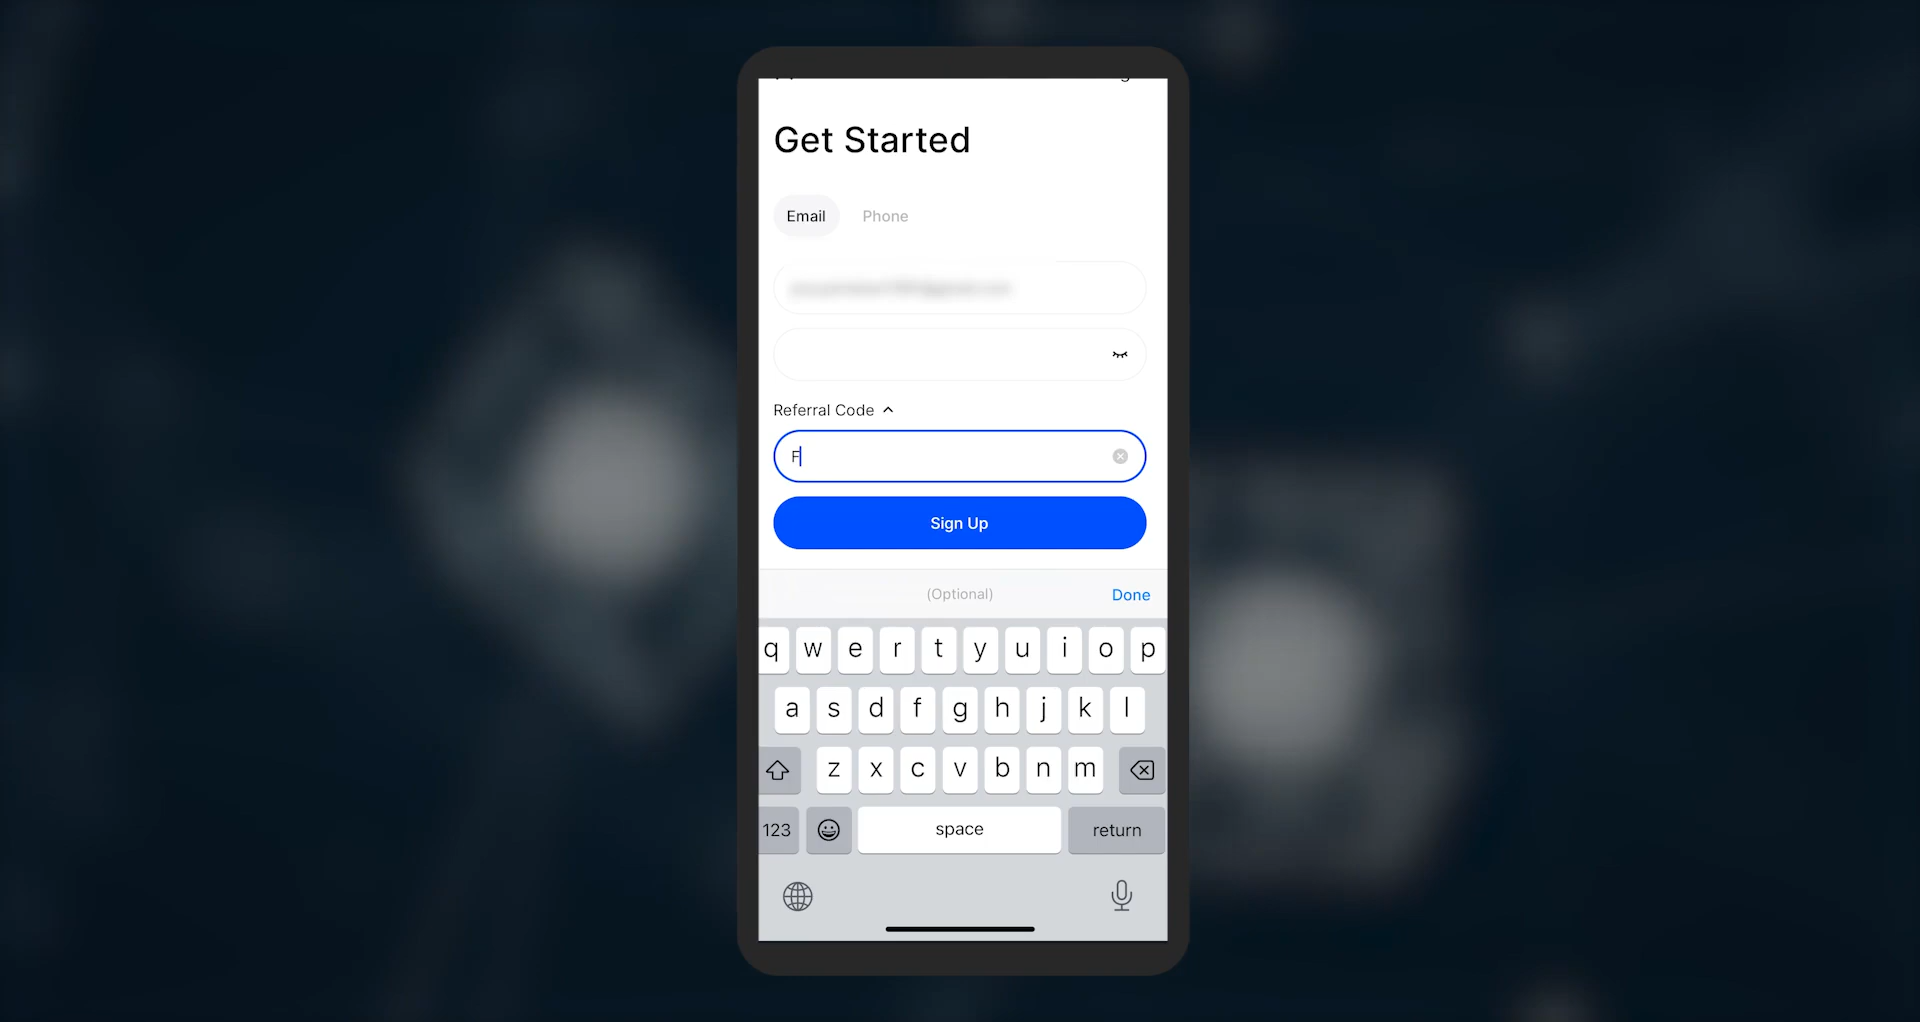 Get Started
Email Phone
Referral Code
F
Sign Up
(Optional) Done
q w e r t y u i o p
a s d f g h j k l
z x c v b n m
123 space return